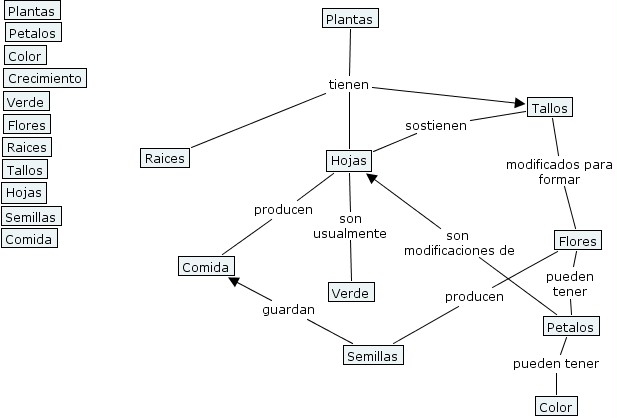 Plantas
Petalos
Color
Crecimiento
Verde
Flores
Raices
Tallos
Hojas
Semillas
Comida
Plantas
tienen
Tallos
sostienen
Raices
Hojas
modificados para
formar
producen
son
usualmente
son
modificaciones de
Flores
Comida
pueden
tener
Verde
producen
guardan
Petalos
Semillas
pueden tener
Color